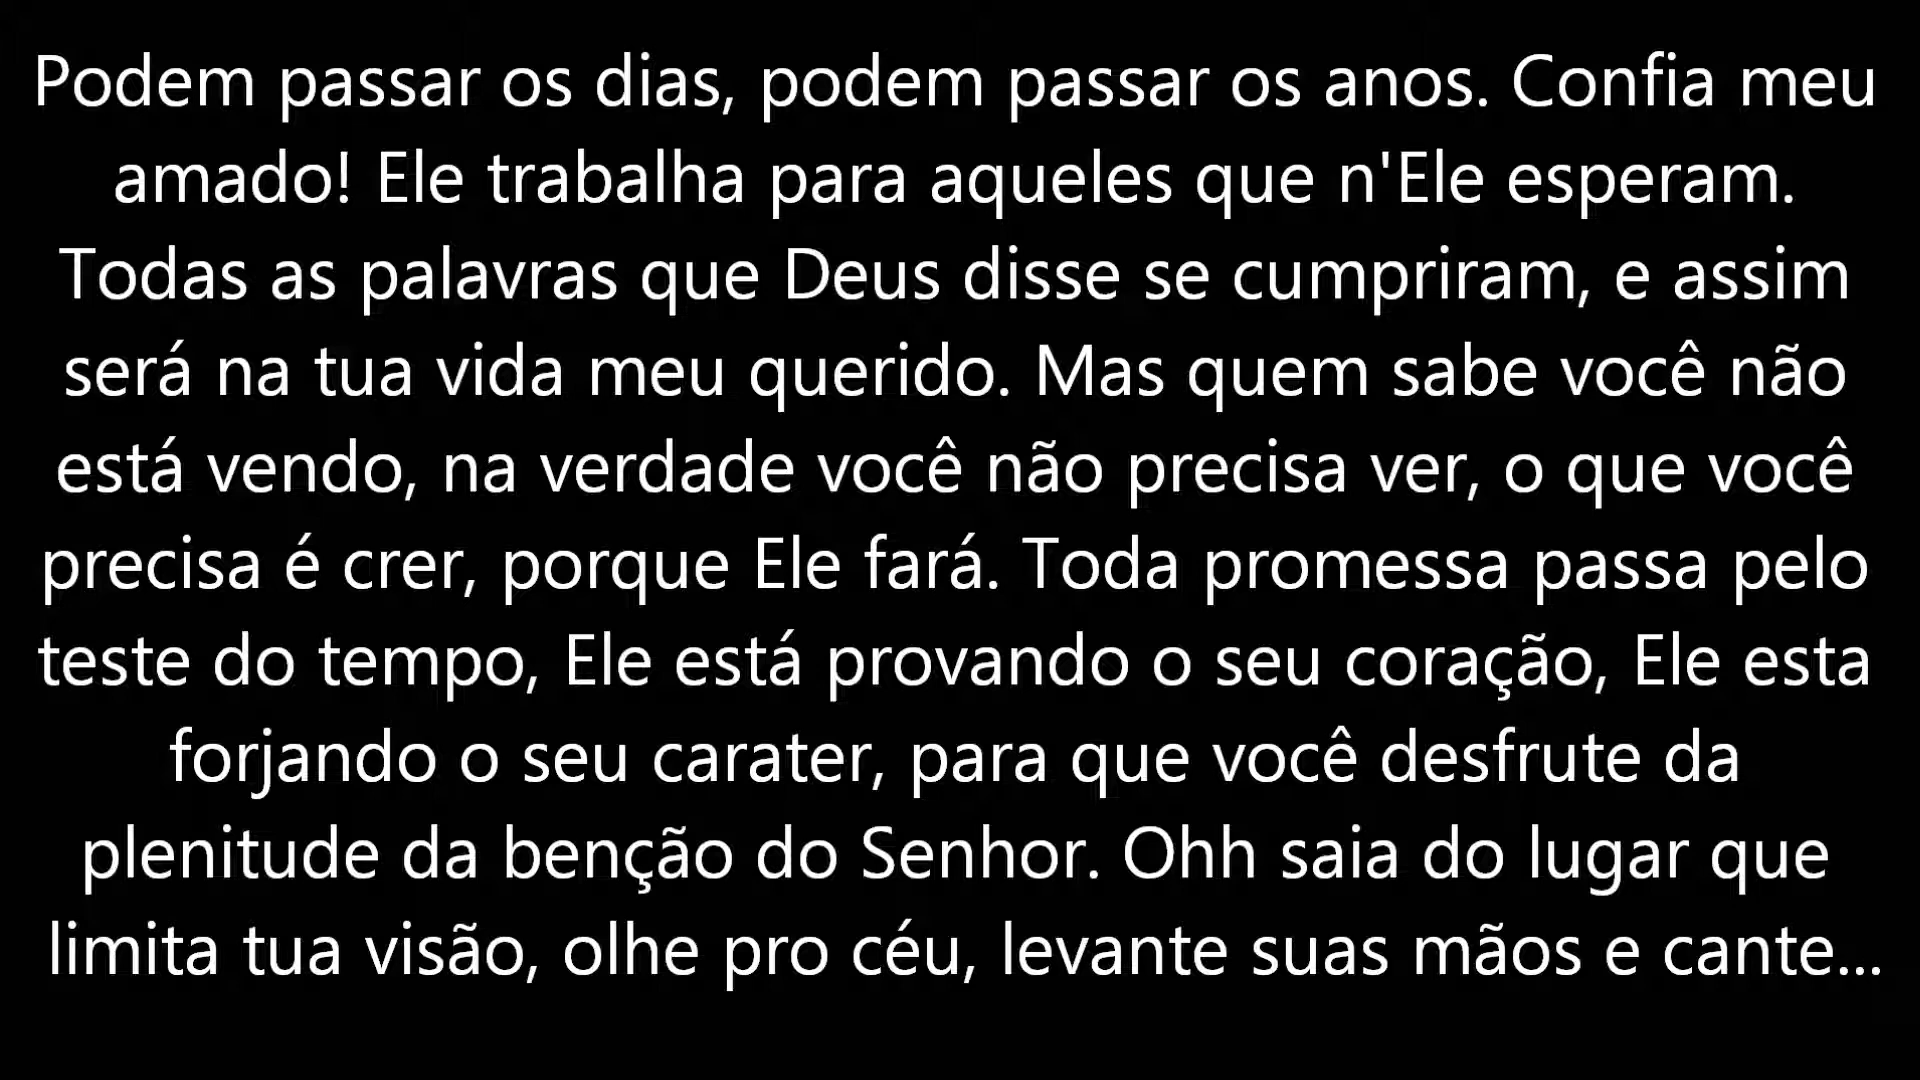 Podem passar os dias, podem passar os anos. Confia meu
amado! Ele trabalha para aqueles que n'Ele esperam.
Todas as palavras que Deus disse se cumpriram, e assim
será na tua vida meu querido. Mas quem sabe você não
está vendo, na verdade você não precisa ver, o que você
precisa é crer, porque Ele fará. Toda promessa passa pelo
teste do tempo, Ele está provando o seu coração, Ele esta
forjando o seu carater, para que você desfrute da
plenitude da benção do Senhor. Ohh saia do lugar que
limita tua visão, olhe pro céu, levante suas mãos e cante...